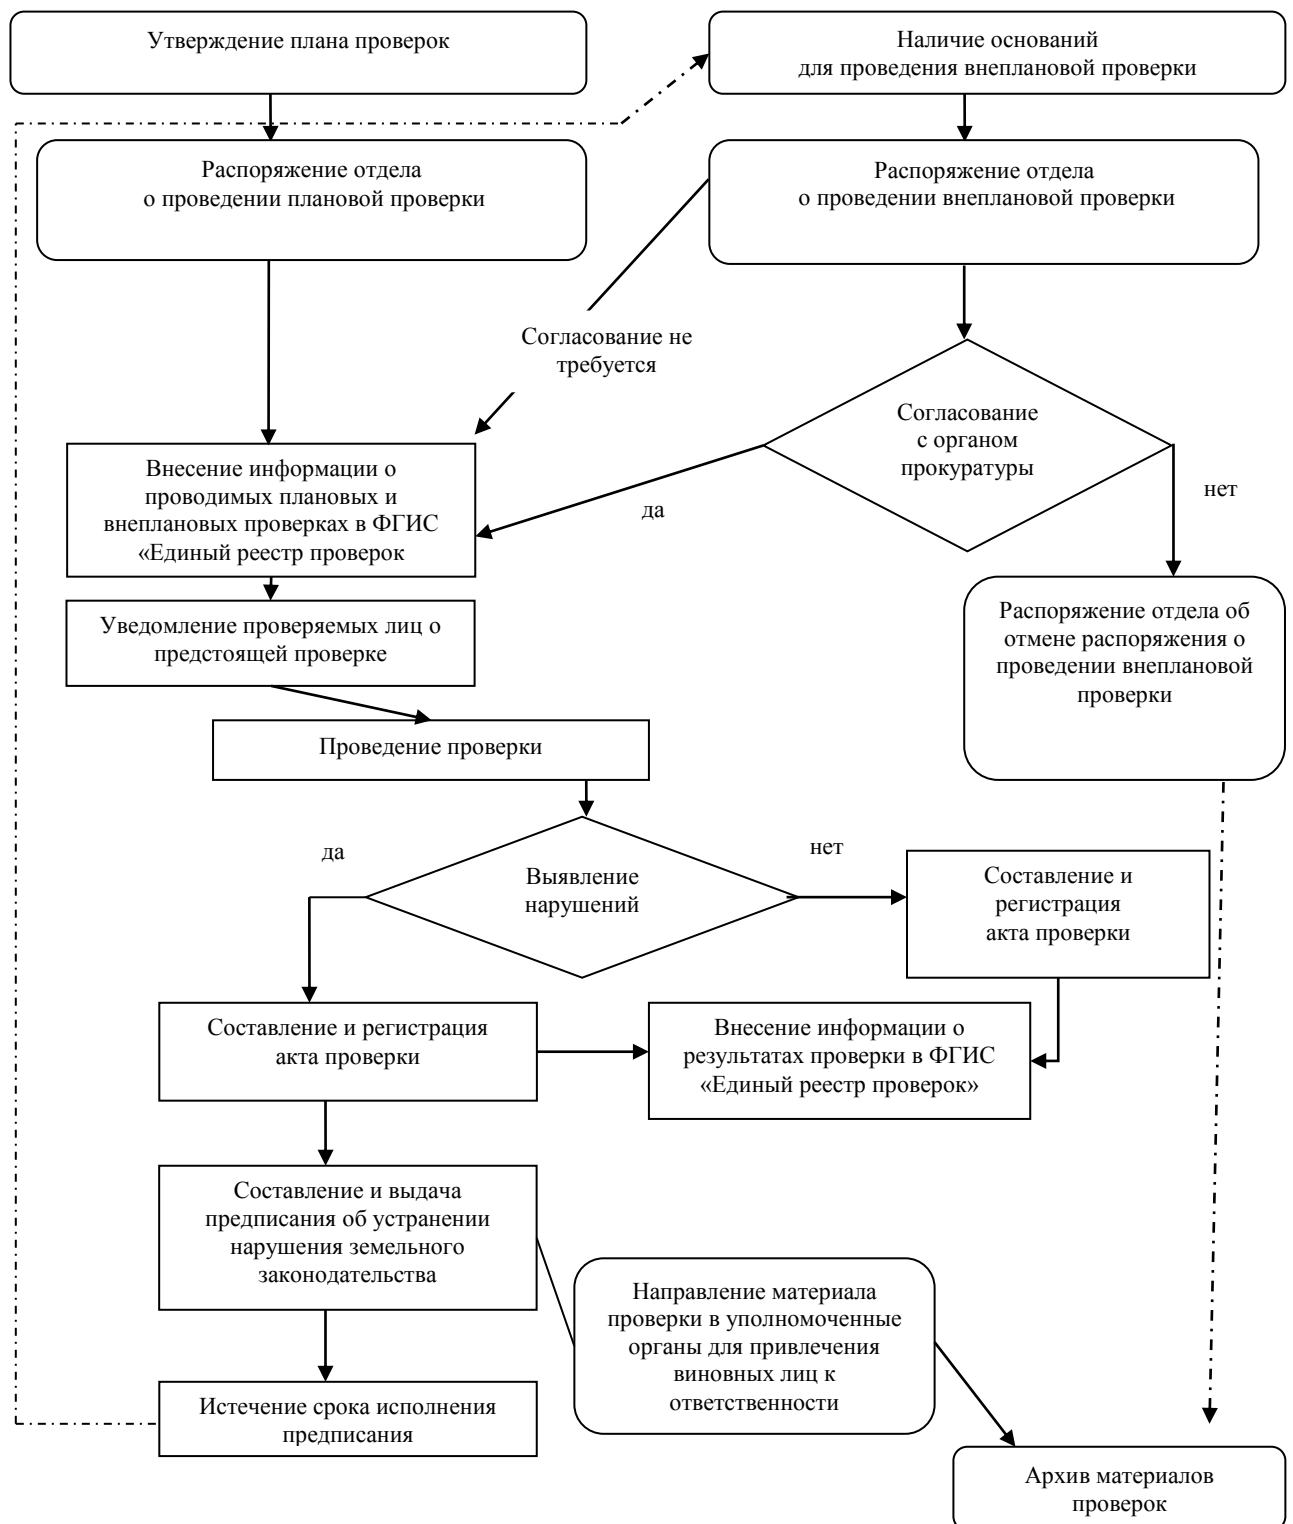 Утверждение плана проверок
Наличие оснований
для проведения внеплановой проверки
Распоряжение отдела
о проведении плановой проверки
Распоряжение отдела
о проведении внеплановой проверки
Согласование не
требуется
Согласование
с органом
прокуратуры
Внесение информации о
проводимых плановых и
внеплановых проверках в ФГИС
«Единый реестр проверок
да
нет
Уведомление проверяемых лиц о
предстоящей проверке
Распоряжение отдела об
отмене распоряжения о
проведении внеплановой
проверки
Проведение проверки
да
нет
Выявление
нарушений
Составление и
регистрация
акта проверки
Составление и регистрация
акта проверки
Внесение информации о
результатах проверки в ФГИС
«Единый реестр проверок»
Составление и выдача
предписания об устранении
нарушения земельного
законодательства
Направление материала
проверки в уполномоченные
органы для привлечения
виновных лиц к
ответственности
Истечение срока исполнения
предписания
Архив материалов
проверок